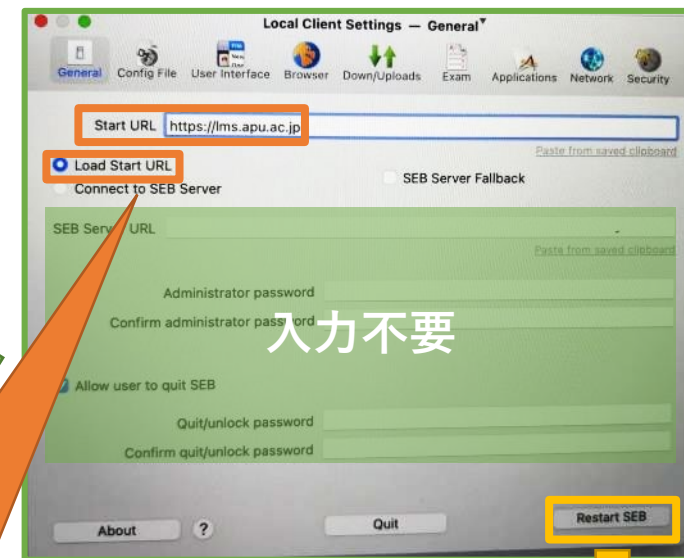 Local Client Settings — General
General Config File User Interface Browser Down/Uploads Exam Applications Network Security
Start URL https://lms.apu.ac.jp
Paste from saved clipboard
Load Start URL
Connect to SEB Server
SEB Server Fallback
SEB Server URL
Paste from saved clipboard
Administrator password
Confirm administrator password
入力不要
Allow user to quit SEB
Quit/unlock password
Confirm quit/unlock password
About ? Quit Restart SEB